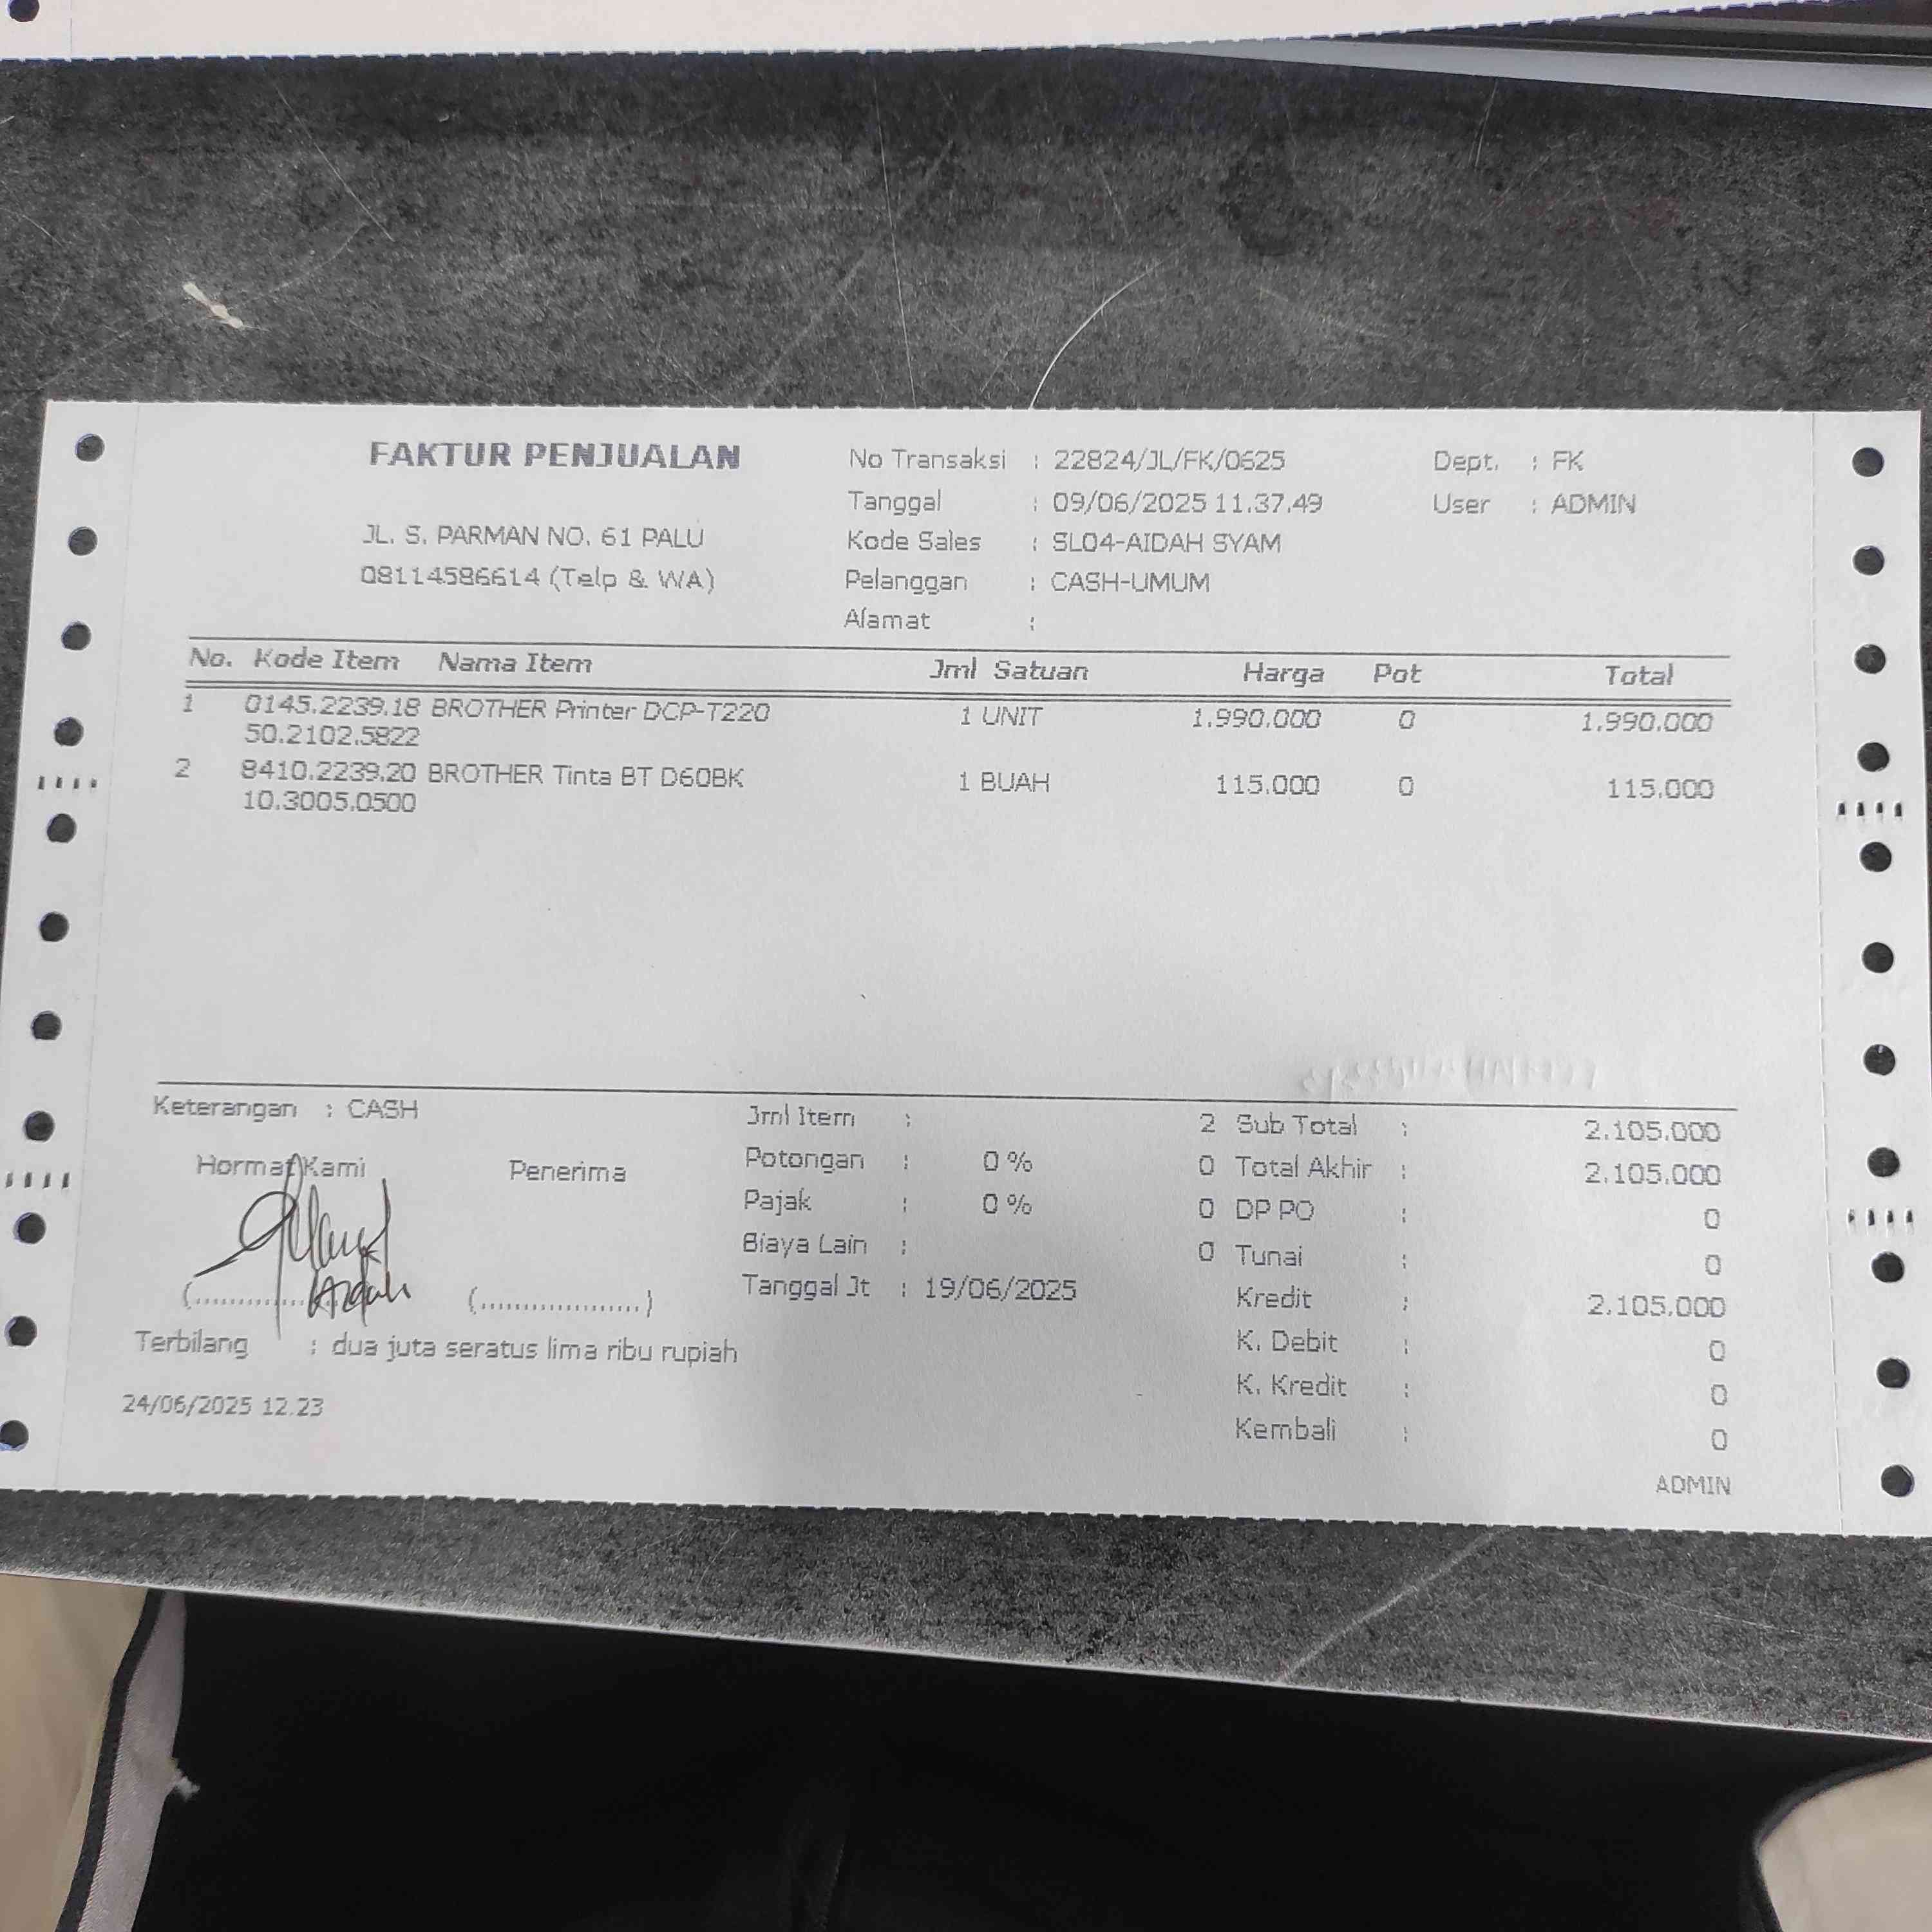 FAKTUR PENJUALAN
JL. S. PARMAN NO. 61 PALU
08114586614 (Telp & WA)
No Transaksi : 22824/JL/FK/0625
Tanggal : 09/06/2025 11.37.49
Kode Sales : SL04-AIDAH SYAM
Pelanggan : CASH-UMUM
Alamat :
Dept. : FK
User : ADMIN
No. Kode Item Nama Item Jml Satuan Harga Pot Total
1 0145.2239.18 BROTHER Printer DCP-T220 1 UNIT 1.990.000 0 1.990.000
50.2102.5822
2 8410.2239.20 BROTHER Tinta BT D60BK 1 BUAH 115.000 0 115.000
10.3005.0500
Keterangan : CASH
Hormat Kami Penerima
(....................) (....................)
Aidah
Terbilang : dua juta seratus lima ribu rupiah
24/06/2025 12.23
Jml Item : 2
Potongan : 0 % 0
Pajak : 0 % 0
Biaya Lain : 0
Tanggal Jt : 19/06/2025
Sub Total : 2.105.000
Total Akhir : 2.105.000
DP PO : 0
Tunai : 0
Kredit : 2.105.000
K. Debit : 0
K. Kredit : 0
Kembali : 0
ADMIN